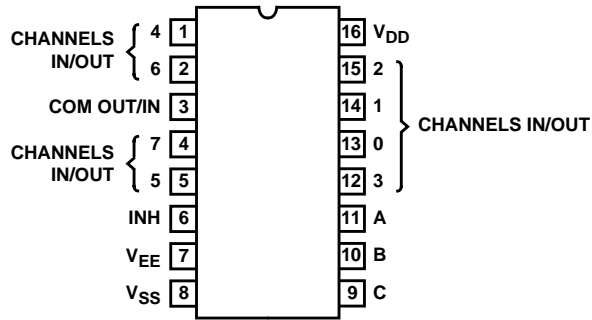 CHANNELS IN/OUT
4 1
6 2
COM OUT/IN 3
CHANNELS IN/OUT
7 4
5 5
INH 6
VEE 7
VSS 8
16 VDD
15 2
14 1
13 0
12 3
CHANNELS IN/OUT
11 A
10 B
9 C